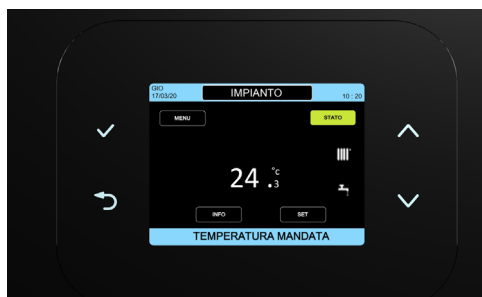 GIO
17/03/20
IMPIANTO
10 : 20
MENU
STATO
24 .3 °c
INFO
SET
TEMPERATURA MANDATA